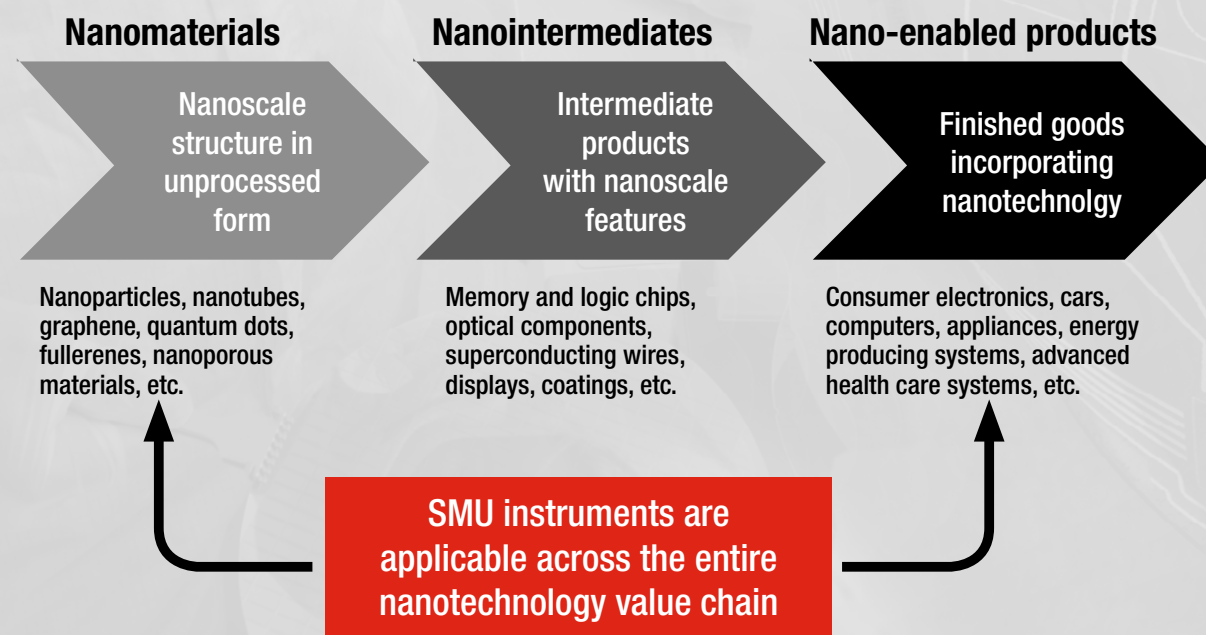 Nanomaterials
Nanoscale
structure in
unprocessed
form
Nanoparticles, nanotubes,
graphene, quantum dots,
fullerenes, nanoporous
materials, etc.
Nanointermediates
Intermediate
products
with nanoscale
features
Memory and logic chips,
optical components,
superconducting wires,
displays, coatings, etc.
Nano-enabled products
Finished goods
incorporating
nanotechnolgy
Consumer electronics, cars,
computers, appliances, energy
producing systems, advanced
health care systems, etc.
SMU instruments are
applicable across the entire
nanotechnology value chain